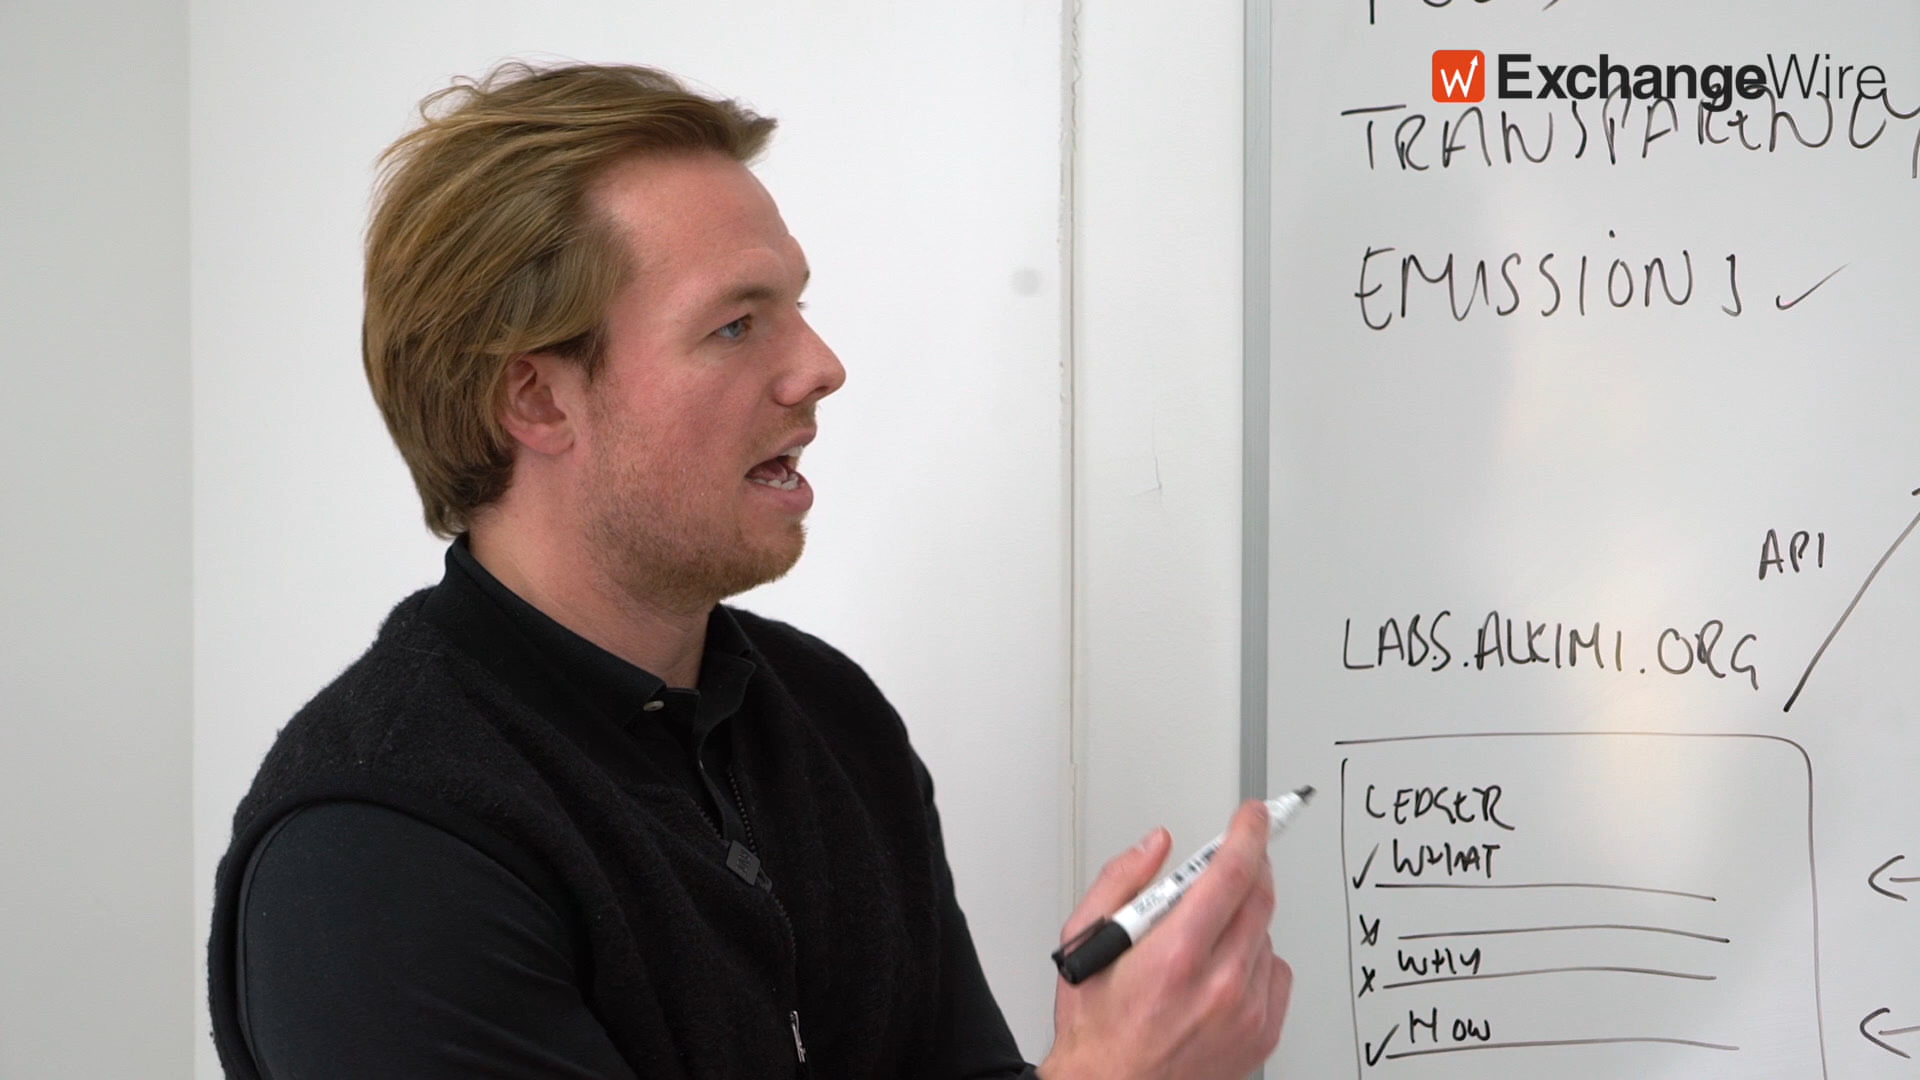 ExchangeWire
TRANSPARENCY
EMISSIONS ✓
API
LABS.ALKIMI.ORG
LEDGER
✓ WHAT
x
x WHY
✓ HOW